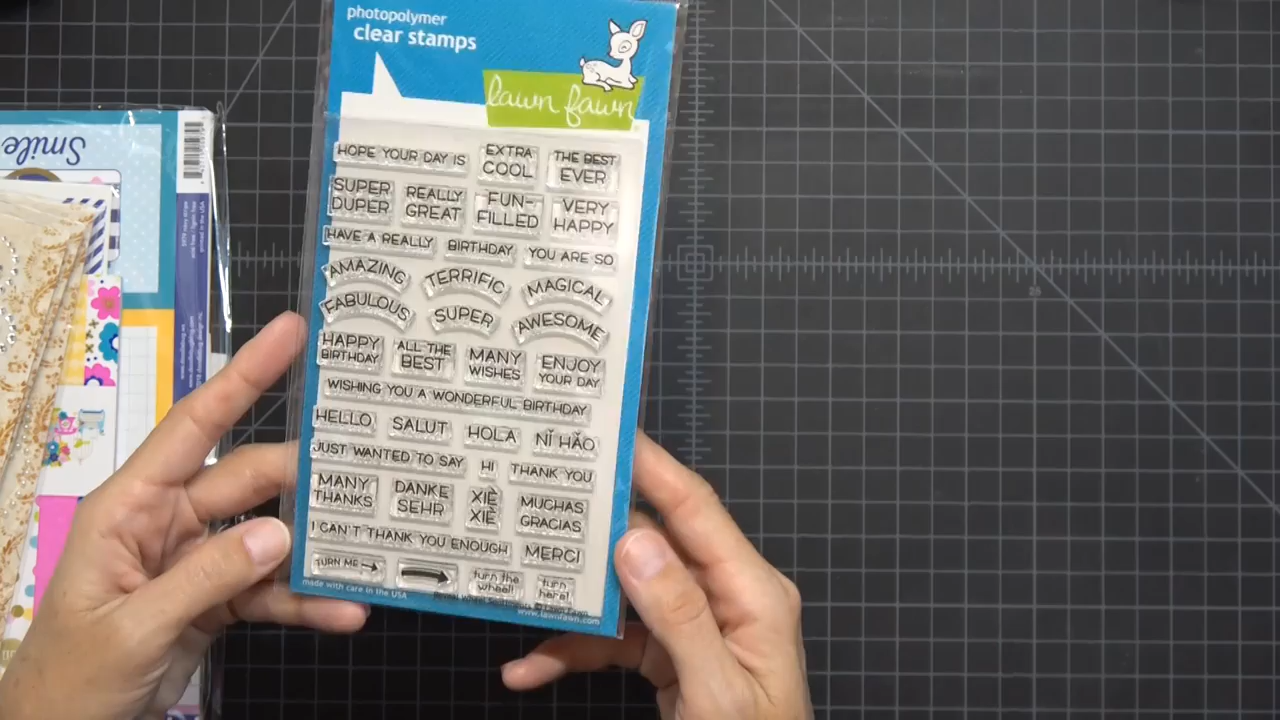 photopolymer
clear stamps
lawn fawn
HOPE YOUR DAY IS
EXTRA
COOL
THE BEST
EVER
SUPER
DUPER
REALLY
GREAT
FUN-
FILLED
VERY
HAPPY
HAVE A REALLY
BIRTHDAY
YOU ARE SO
AMAZING
TERRIFIC
MAGICAL
FABULOUS
SUPER
AWESOME
HAPPY
BIRTHDAY
ALL THE
BEST
MANY
WISHES
ENJOY
YOUR DAY
WISHING YOU A WONDERFUL BIRTHDAY
HELLO
SALUT
HOLA
NǏ HǍO
JUST WANTED TO SAY
HI
THANK YOU
MANY
THANKS
DANKE
SEHR
XIÈ
XIÈ
MUCHAS
GRACIAS
I CAN'T THANK YOU ENOUGH
MERCI
TURN ME
turn the
wheel!
turn
here!
made with care in the USA
www.lawnfawn.com
Smile
printed in the USA